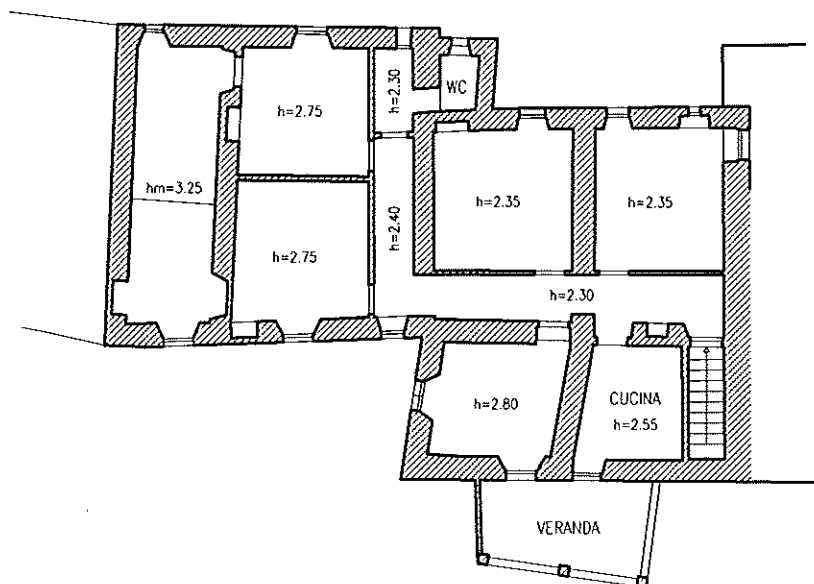 h=2.30
WC
h=2.75
hm=3.25
h=2.35
h=2.35
h=2.40
h=2.75
h=2.30
h=2.80
CUCINA
h=2.55
VERANDA